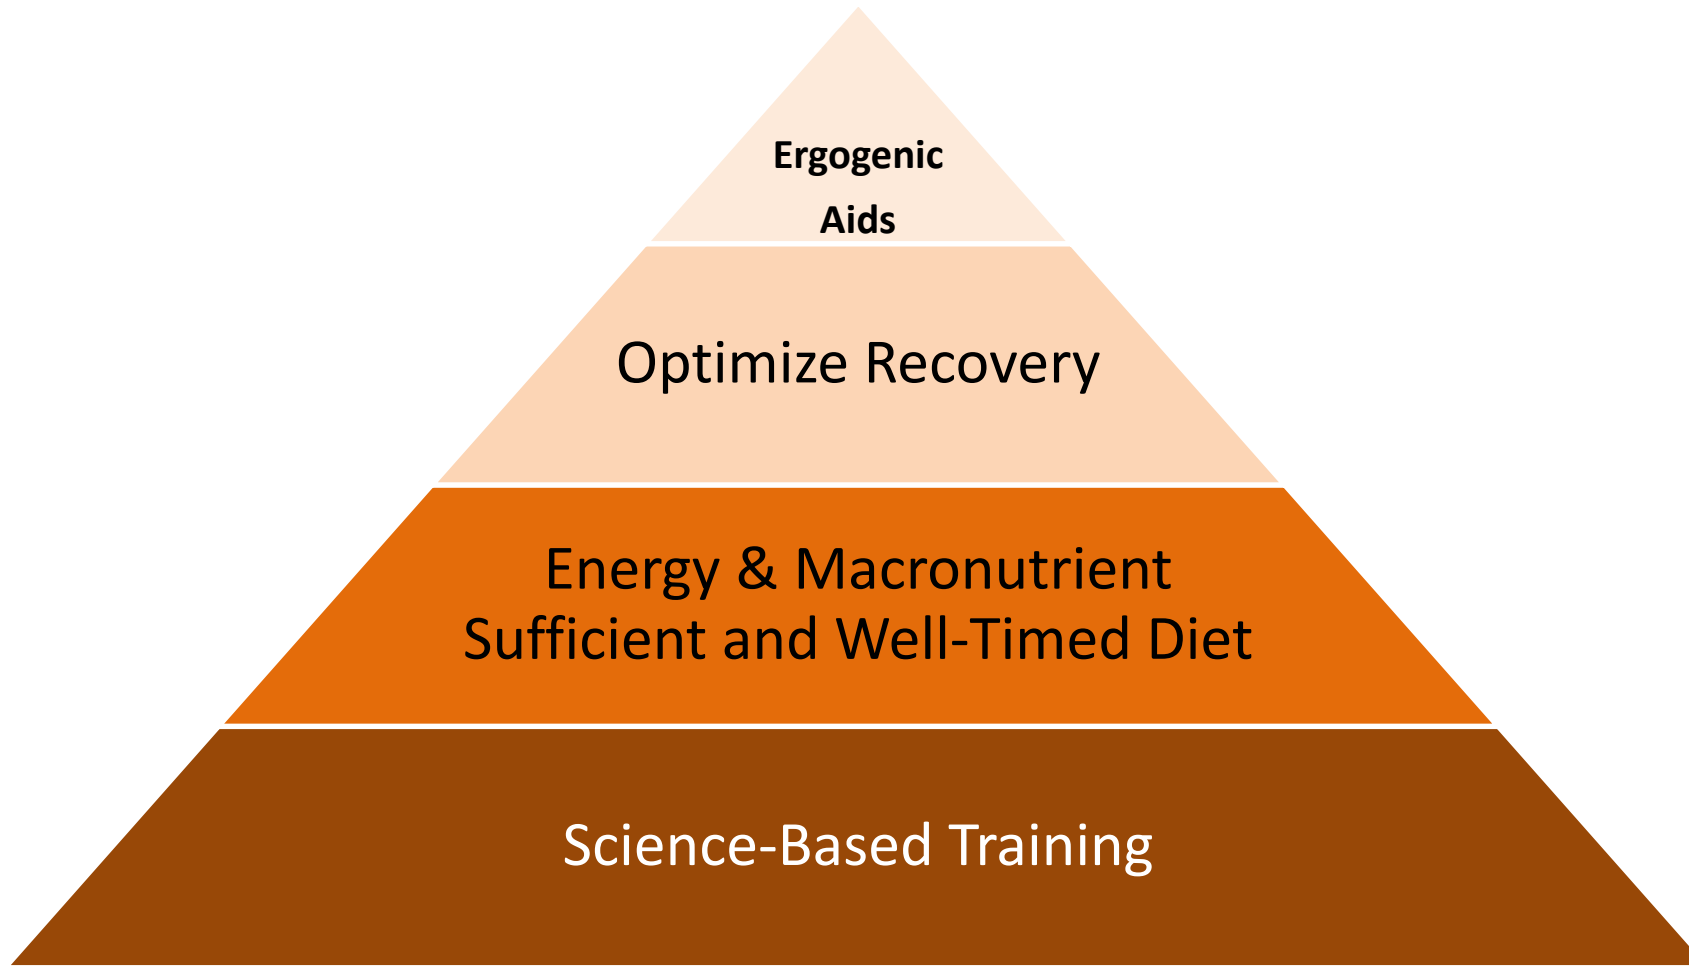 Ergogenic
Aids
Optimize Recovery
Energy & Macronutrient
Sufficient and Well-Timed Diet
Science-Based Training